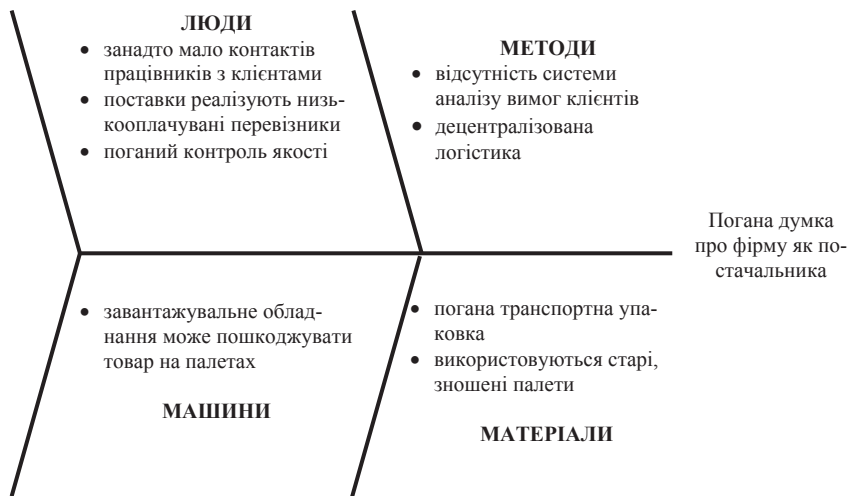 ЛЮДИ
• занадто мало контактів
працівників з клієнтами
• поставки реалізують низь-
кооплачувані перевізники
• поганий контроль якості
МЕТОДИ
• відсутність системи
аналізу вимог клієнтів
• децентралізована
логістика
Погана думка
про фірму як по-
стачальника
• завантажувальне облад-
нання може пошкоджувати
товар на палетах
МАШИНИ
• погана транспортна упа-
ковка
• використовуються старі,
зношені палети
МАТЕРІАЛИ